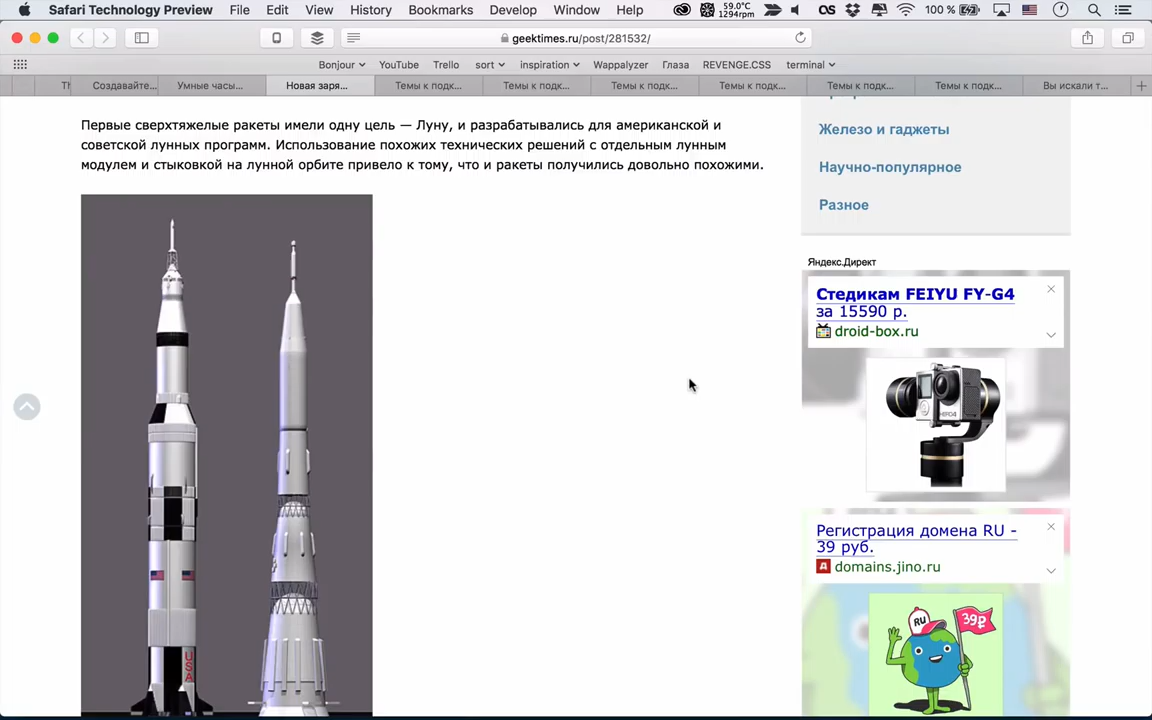 Safari Technology Preview File Edit View History Bookmarks Develop Window Help 59.0°C 1294rpm 100 %
geektimes.ru/post/281532/
Bonjour YouTube Trello sort inspiration Wappalyzer Глаза REVENGE.CSS terminal
Th Создавайте... Умные часы... Новая заря... Темы к подк... Темы к подк... Темы к подк... Темы к подк... Темы к подк... Темы к подк... Вы искали т...
Первые сверхтяжелые ракеты имели одну цель — Луну, и разрабатывались для американской и
советской лунных программ. Использование похожих технических решений с отдельным лунным
модулем и стыковкой на лунной орбите привело к тому, что и ракеты получились довольно похожими.
USA
Железо и гаджеты
Научно-популярное
Разное
Яндекс.Директ
Стедикам FEIYU FY-G4
за 15590 р.
droid-box.ru
HERO4
Регистрация домена RU -
39 руб.
domains.jino.ru
RU
39₽